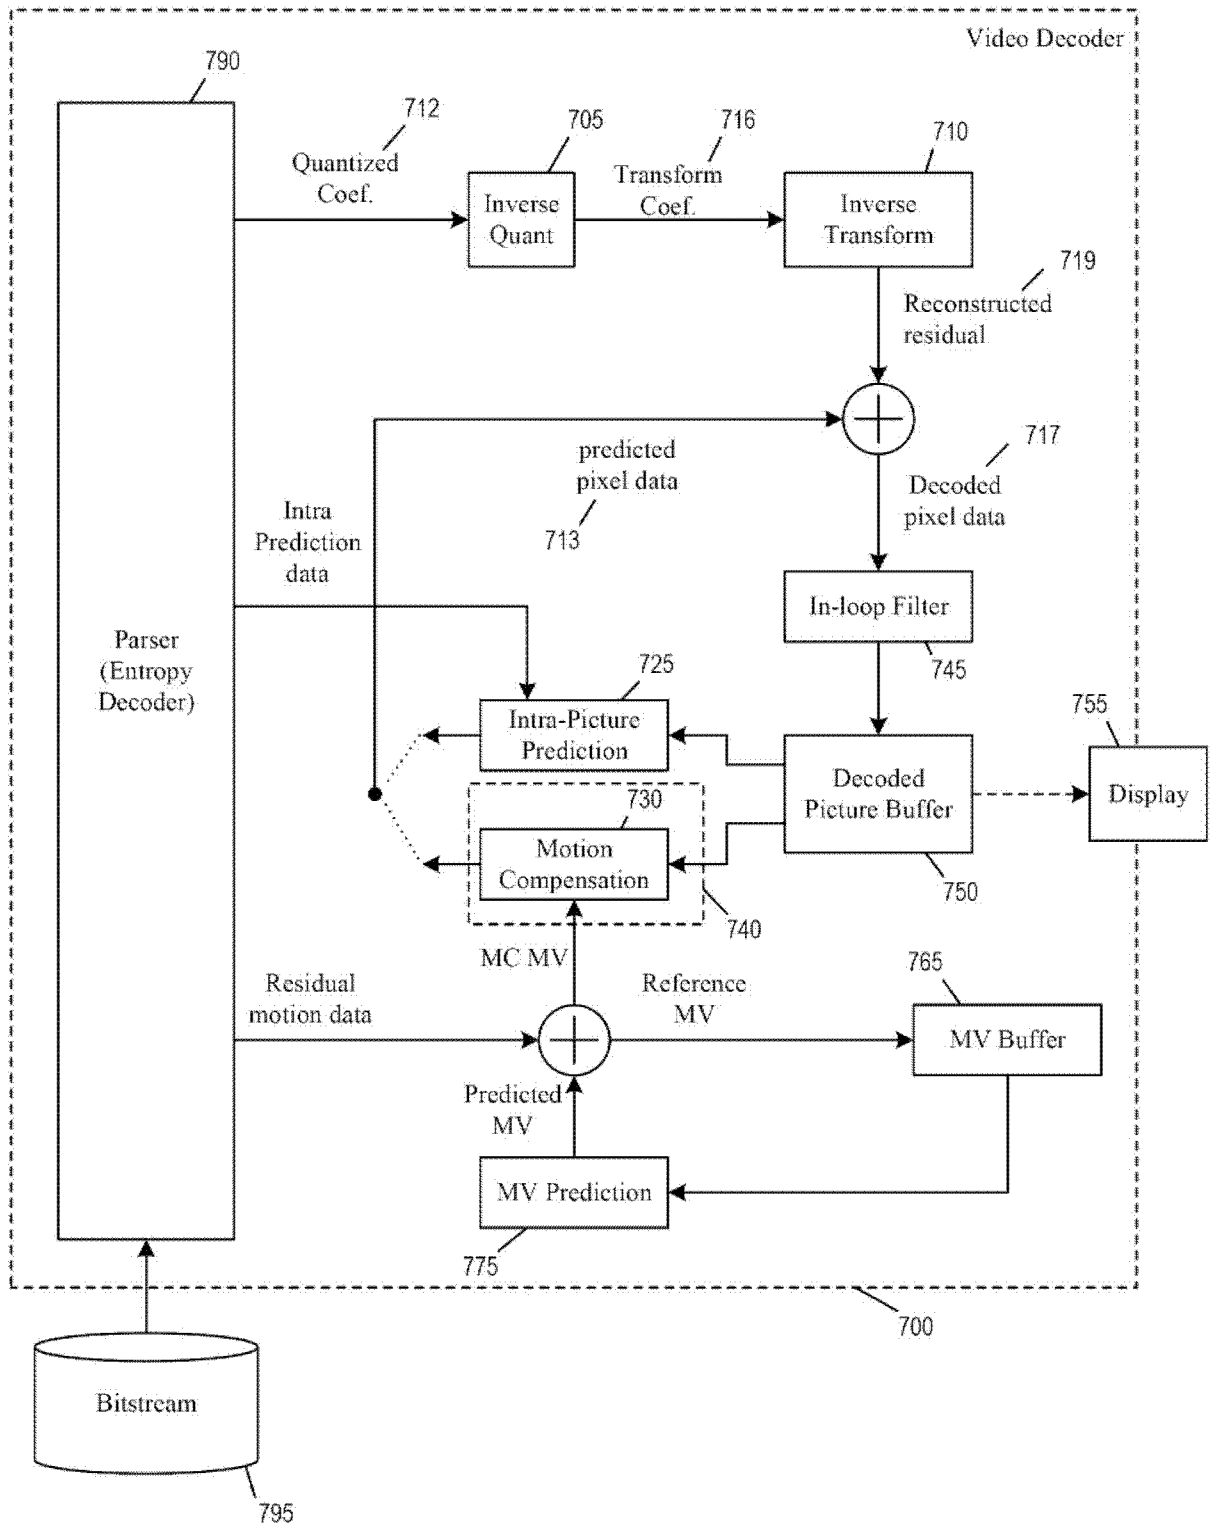 Video Decoder
790
712
705
716
710
Quantized
Coef.
Transform
Coef.
Inverse
Quant
Inverse
Transform
719
Reconstructed
residual
717
predicted
pixel data
713
Decoded
pixel data
Intra
Prediction
data
In-loop Filter
745
Parser
(Entropy
Decoder)
725
Intra-Picture
Prediction
755
Decoded
Picture Buffer
Display
730
Motion
Compensation
750
740
MC MV
765
Residual
motion data
Reference
MV
MV Buffer
Predicted
MV
MV Prediction
775
700
Bitstream
795